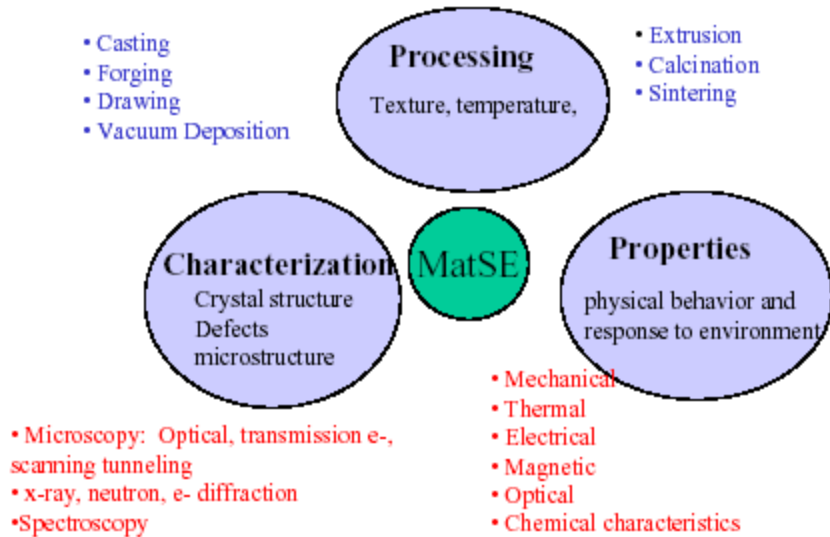 • Casting
• Forging
• Drawing
• Vacuum Deposition
Processing
Texture, temperature,
• Extrusion
• Calcination
• Sintering
Characterization
Crystal structure
Defects
microstructure
MatSE
Properties
physical behavior and
response to environment
• Microscopy: Optical, transmission e-,
scanning tunneling
• x-ray, neutron, e- diffraction
•Spectroscopy
• Mechanical
• Thermal
• Electrical
• Magnetic
• Optical
• Chemical characteristics